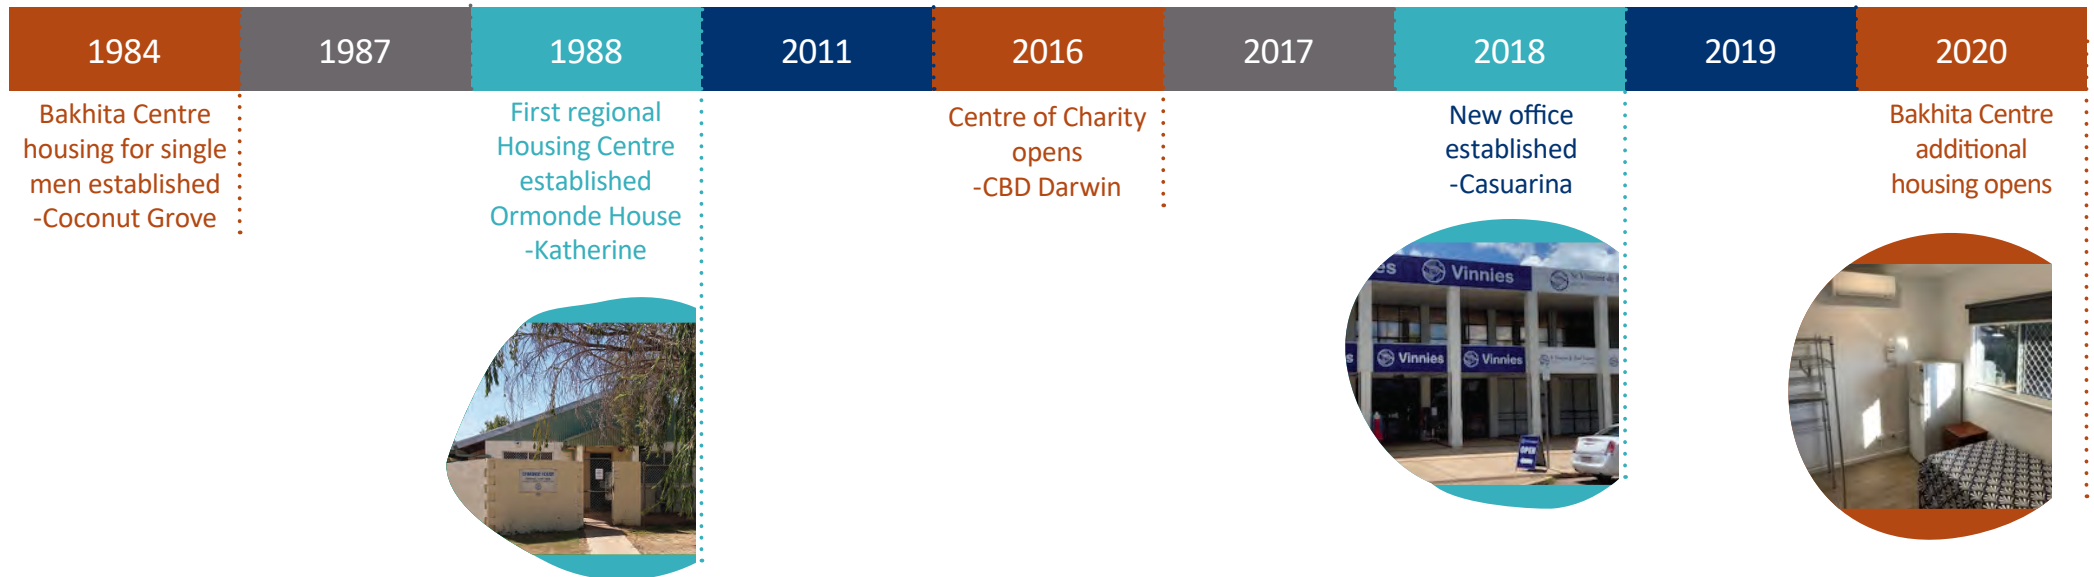 1984
1987
1988
2011
2016
2017
2018
2019
2020
Bakhita Centre
housing for single
men established
-Coconut Grove
First regional
Housing Centre
established
Ormonde House
-Katherine
Centre of Charity
opens
-CBD Darwin
New office
established
-Casuarina
Bakhita Centre
additional
housing opens
Vinnies
Vinnies
Vinnies
OPEN